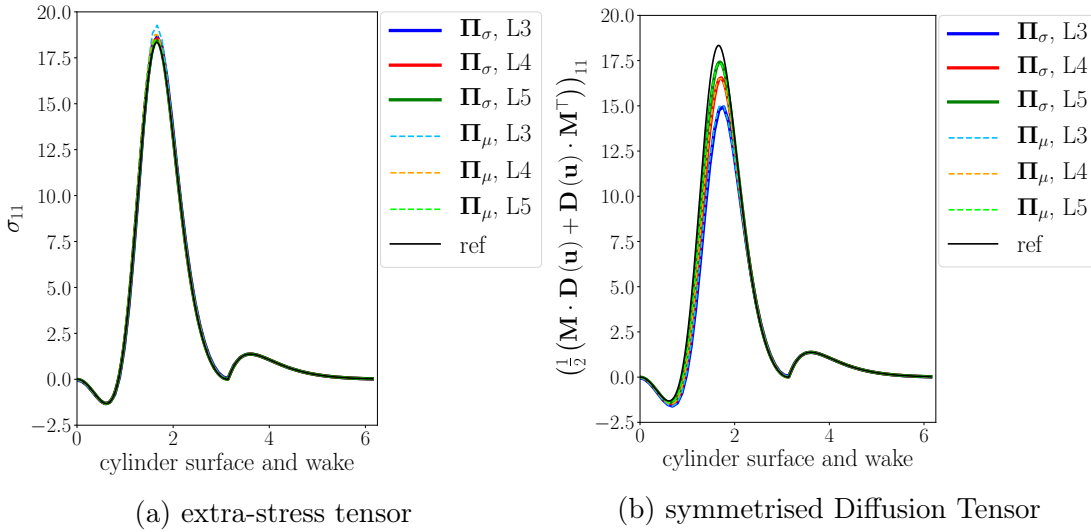 20.0
17.5
15.0
12.5
10.0
7.5
5.0
2.5
0.0
−2.5
σ₁₁
0 2 4 6
cylinder surface and wake
𝚷σ, L3
𝚷σ, L4
𝚷σ, L5
𝚷μ, L3
𝚷μ, L4
𝚷μ, L5
ref
(a) extra-stress tensor
20.0
17.5
15.0
12.5
10.0
7.5
5.0
2.5
0.0
−2.5
(½(𝐌 · 𝐃(𝐮) + 𝐃(𝐮) · 𝐌⊤))₁₁
0 2 4 6
cylinder surface and wake
𝚷σ, L3
𝚷σ, L4
𝚷σ, L5
𝚷μ, L3
𝚷μ, L4
𝚷μ, L5
ref
(b) symmetrised Diffusion Tensor